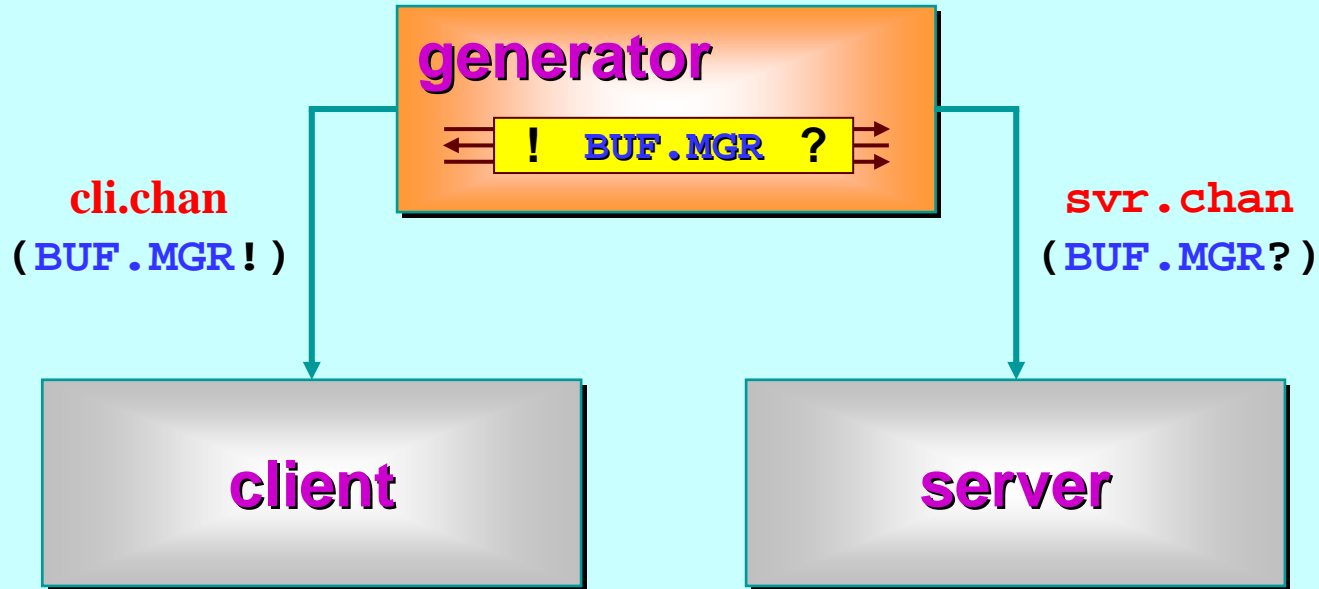 generator
! BUF.MGR ?
cli.chan
(BUF.MGR!)
svr.chan
(BUF.MGR?)
client
server